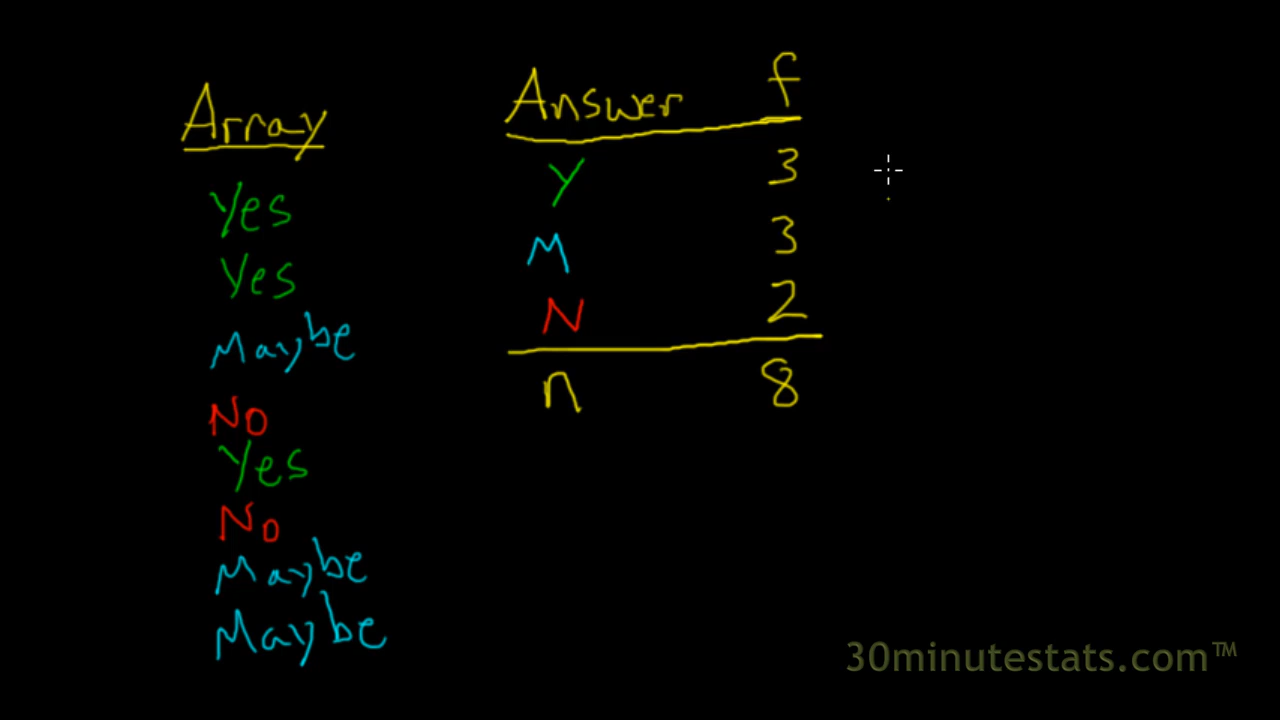 Array
Yes
Yes
Maybe
No
Yes
No
Maybe
Maybe
Answer f
Y 3
M 3
N 2
n 8
30minutestats.com™